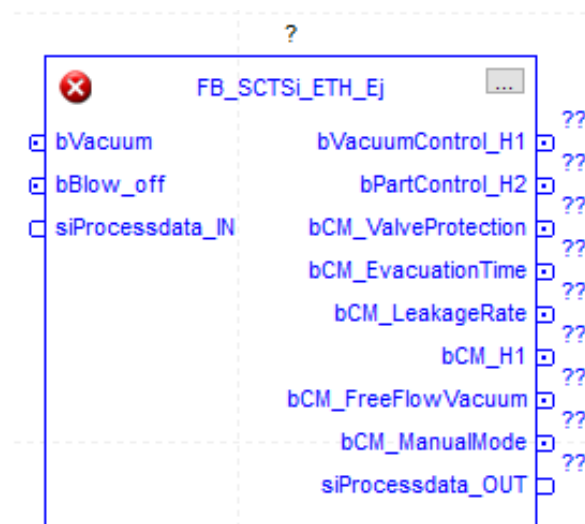 ?
FB_SCTSi_ETH_Ej
...
??
bVacuum bVacuumControl_H1
??
bBlow_off bPartControl_H2
??
siProcessdata_IN bCM_ValveProtection
??
bCM_EvacuationTime
??
bCM_LeakageRate
??
bCM_H1
??
bCM_FreeFlowVacuum
??
bCM_ManualMode
??
siProcessdata_OUT